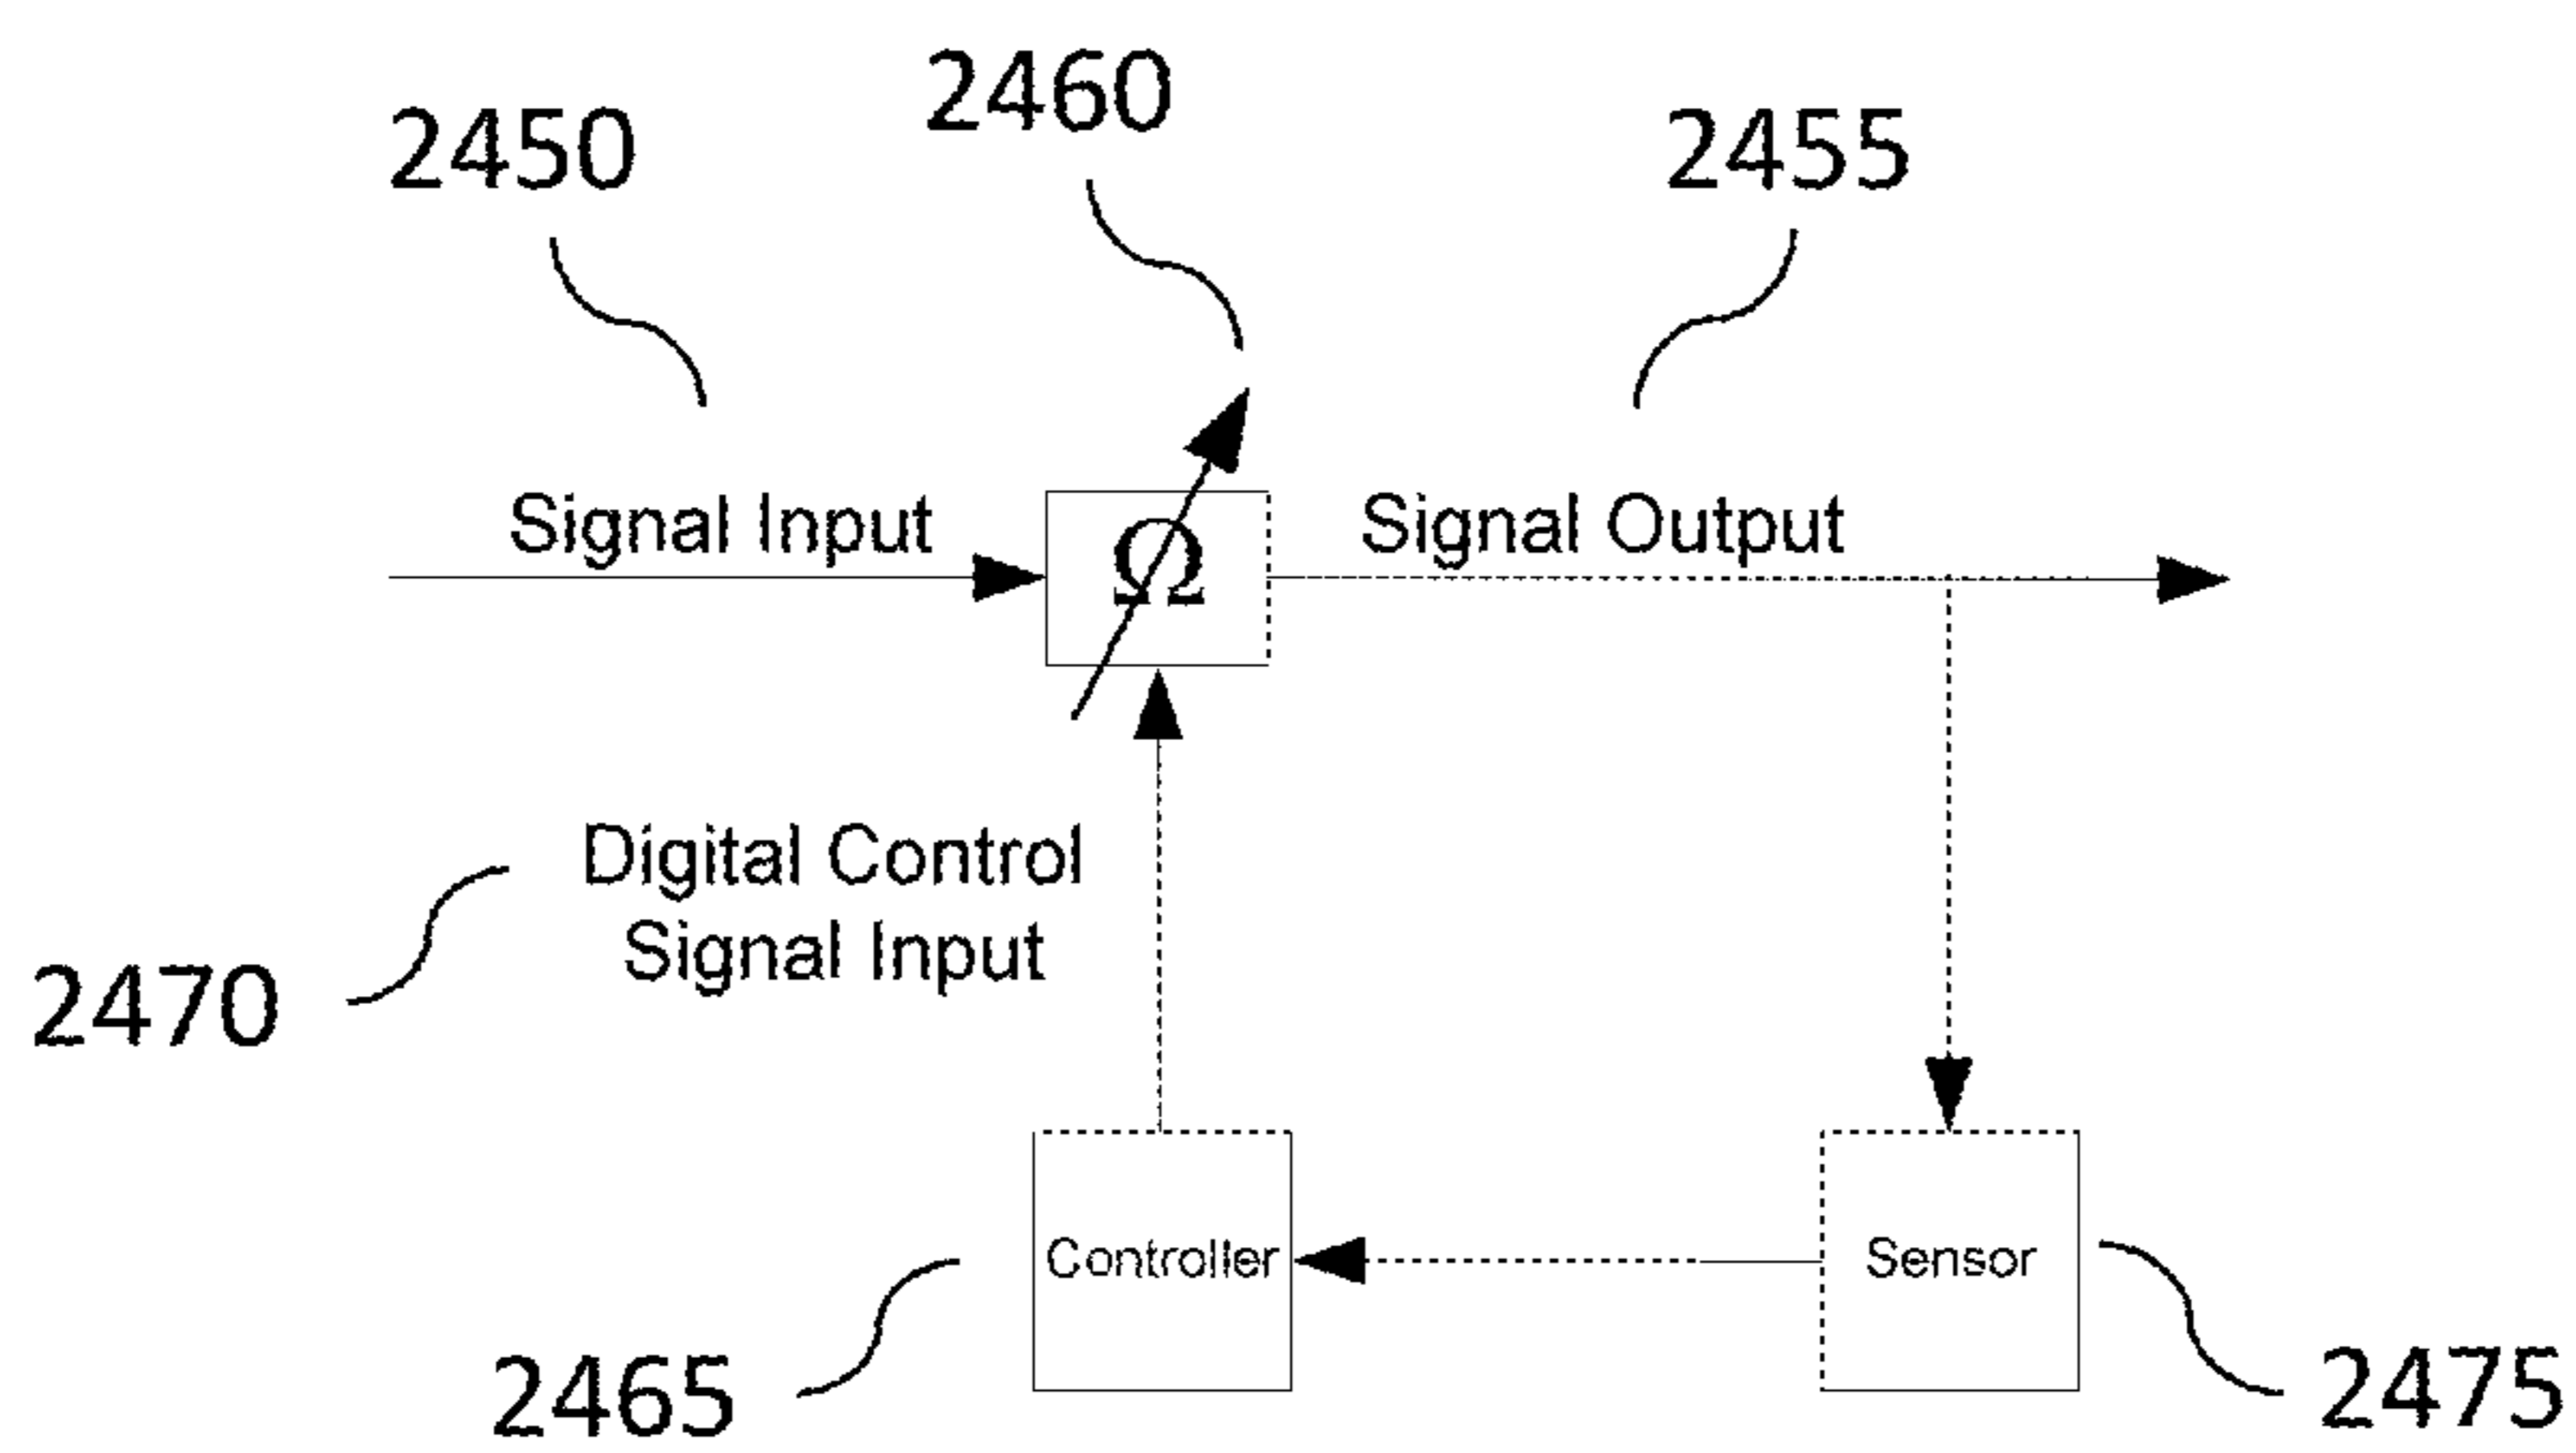 2460
2450
2455
Signal Input
Signal Output
Ω
Digital Control
Signal Input
2470
Controller
Sensor
2465
2475